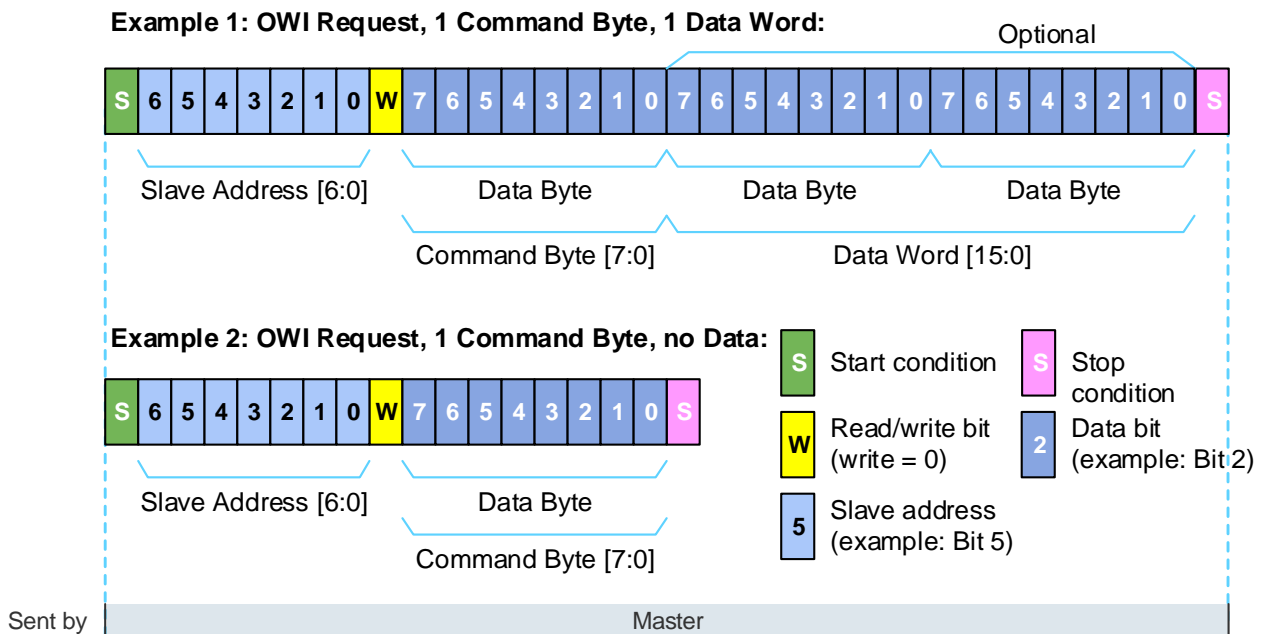 Example 1: OWI Request, 1 Command Byte, 1 Data Word:
Optional
S 6 5 4 3 2 1 0 W 7 6 5 4 3 2 1 0 7 6 5 4 3 2 1 0 7 6 5 4 3 2 1 0 S
Slave Address [6:0] Data Byte Data Byte Data Byte
Command Byte [7:0] Data Word [15:0]
Example 2: OWI Request, 1 Command Byte, no Data:
S 6 5 4 3 2 1 0 W 7 6 5 4 3 2 1 0 S
Slave Address [6:0] Data Byte
Command Byte [7:0]
S Start condition
S Stop
condition
W Read/write bit
(write = 0)
2 Data bit
(example: Bit 2)
5 Slave address
(example: Bit 5)
Sent by Master